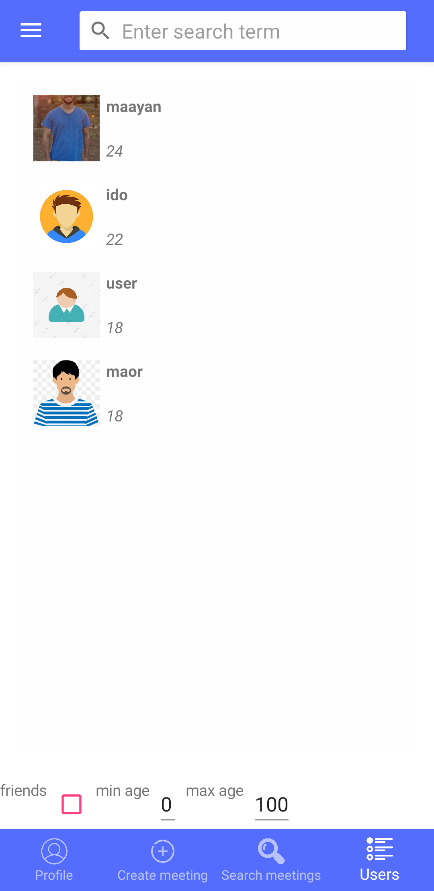 Enter search term
maayan
24
ido
22
user
18
maor
18
friends min age 0 max age 100
Profile Create meeting Search meetings Users